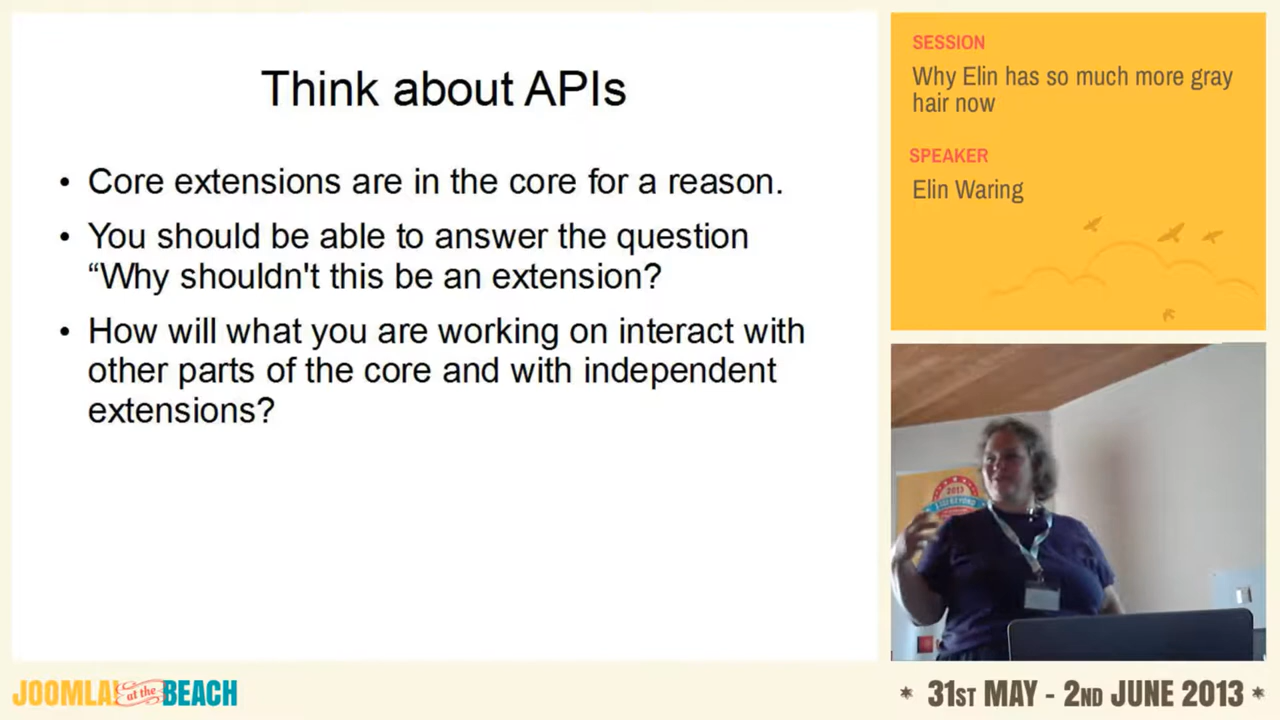 Think about APIs
• Core extensions are in the core for a reason.
• You should be able to answer the question
“Why shouldn't this be an extension?
• How will what you are working on interact with
other parts of the core and with independent
extensions?
SESSION
Why Elin has so much more gray
hair now
SPEAKER
Elin Waring
2013
JOOMLA! at the BEACH
* 31ST MAY - 2ND JUNE 2013 *